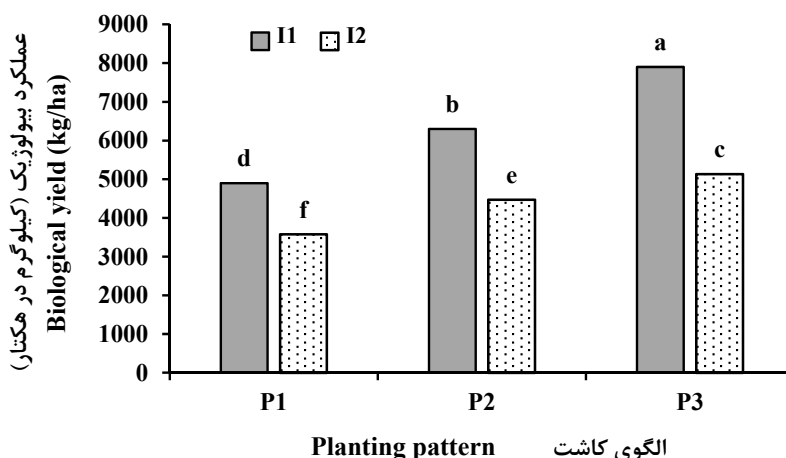 عملکرد بیولوژیک (کیلوگرم در هکتار)
Biological yield (kg/ha)
9000
8000
7000
6000
5000
4000
3000
2000
1000
0
I1 I2
d
f
b
e
a
c
P1 P2 P3
Planting pattern الگوی کاشت